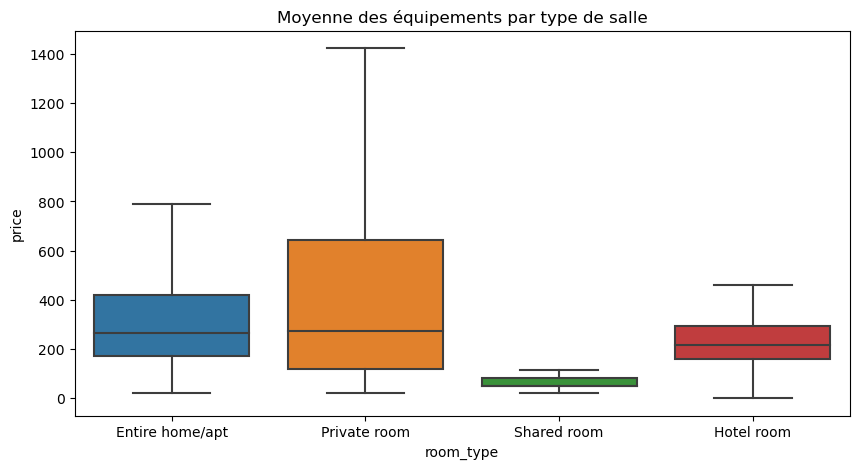 Moyenne des équipements par type de salle
1400
1200
1000
800
600
400
200
0
price
Entire home/apt
Private room
Shared room
Hotel room
room_type